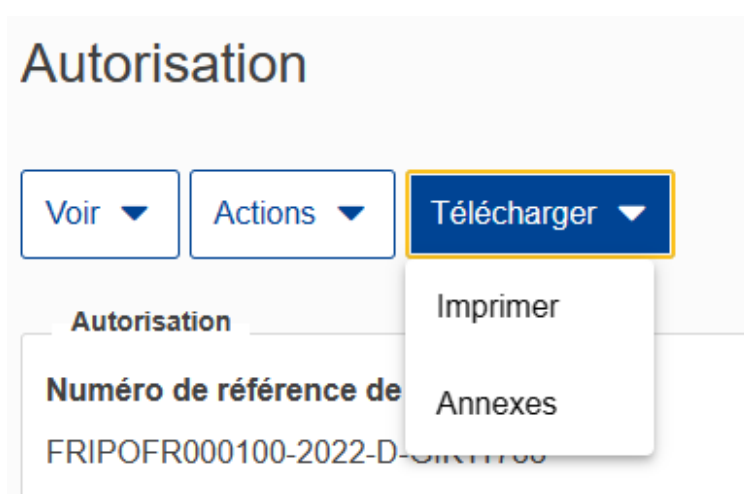 Autorisation
Voir Actions Télécharger
Imprimer
Annexes
Autorisation
Numéro de référence de
FRIPOFR000100-2022-D-